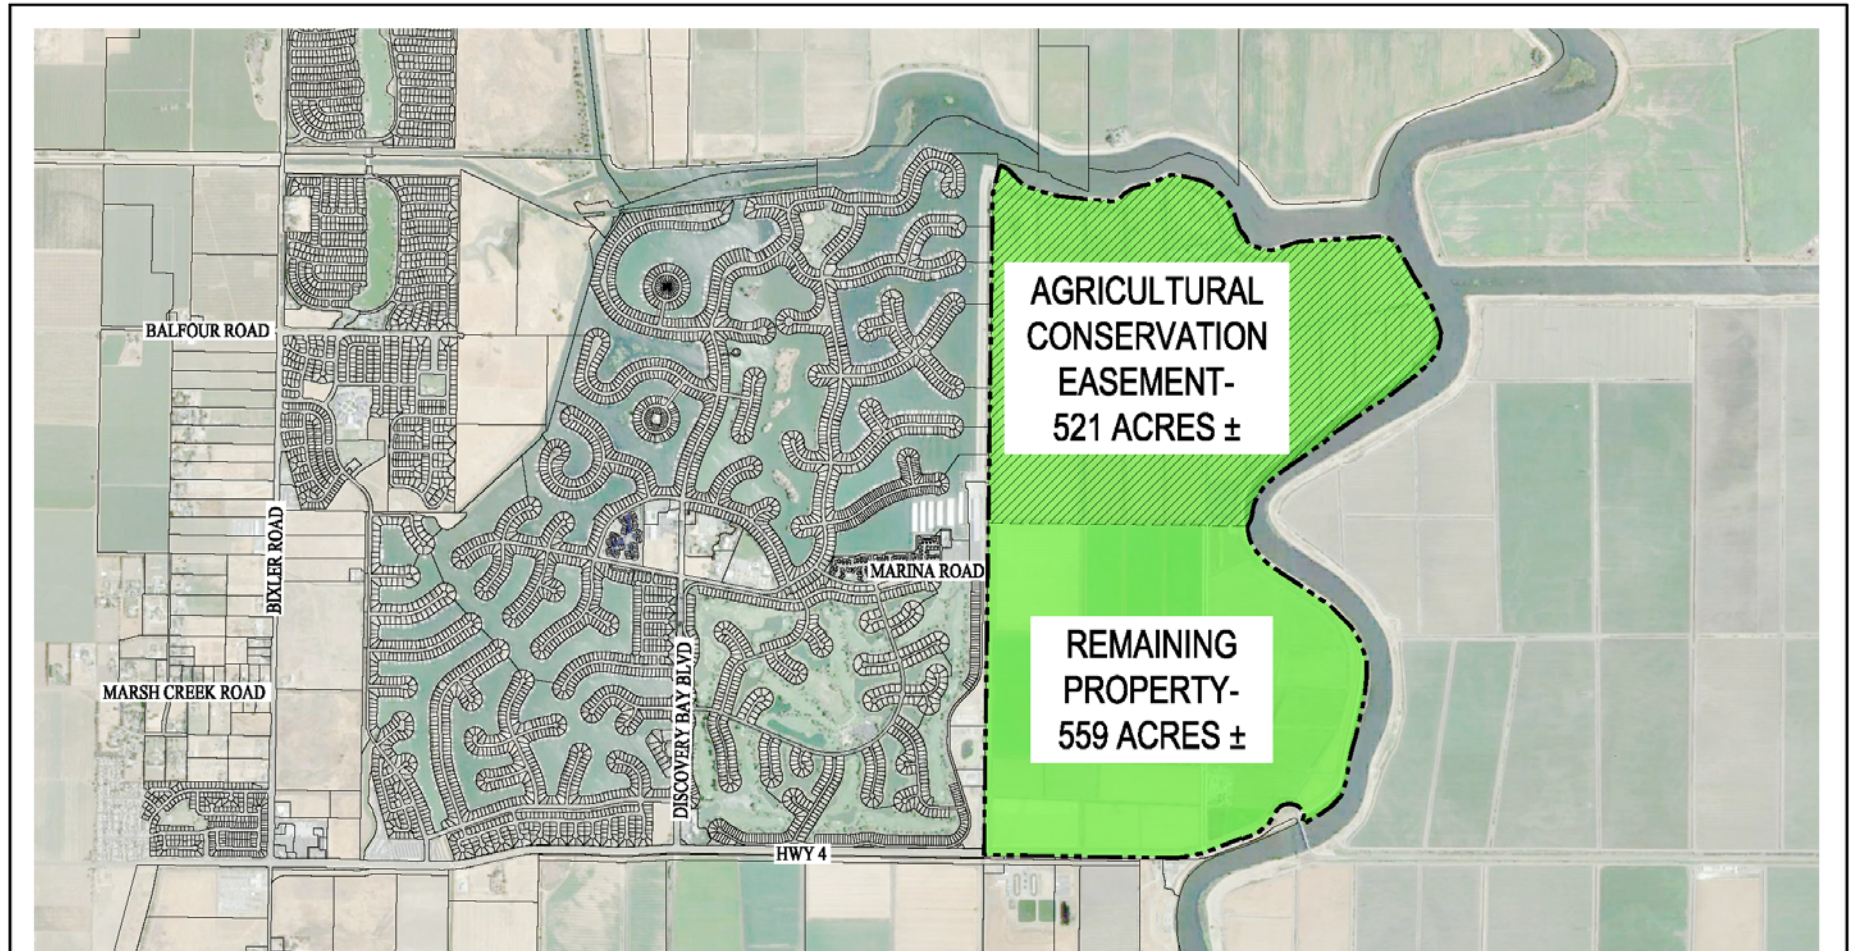 AGRICULTURAL
CONSERVATION
EASEMENT-
521 ACRES ±
BALFOUR ROAD
BIXLER ROAD
MARINA ROAD
REMAINING
PROPERTY-
559 ACRES ±
MARSH CREEK ROAD
DISCOVERY BAY BLVD
HWY 4